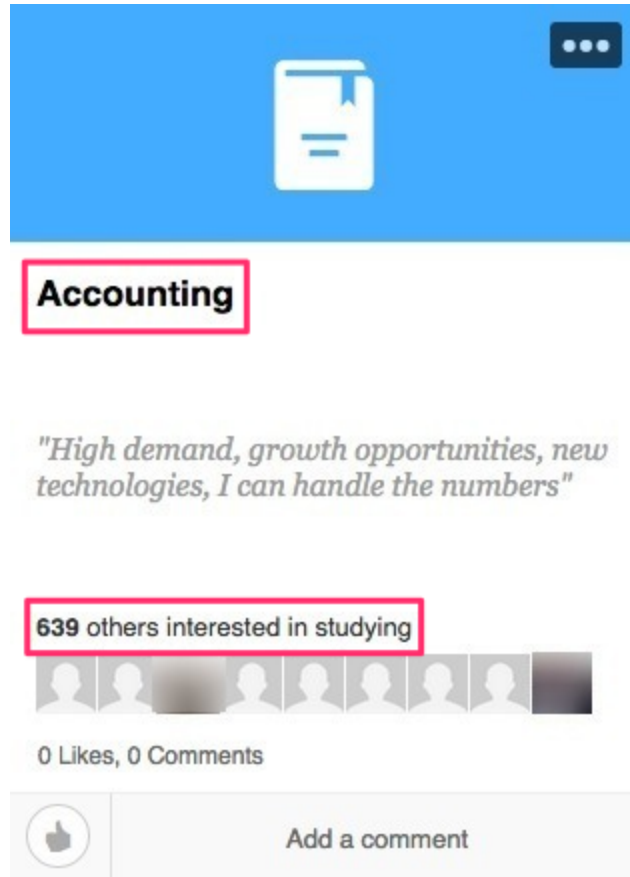 Accounting
"High demand, growth opportunities, new
technologies, I can handle the numbers"
639 others interested in studying
0 Likes, 0 Comments
Add a comment